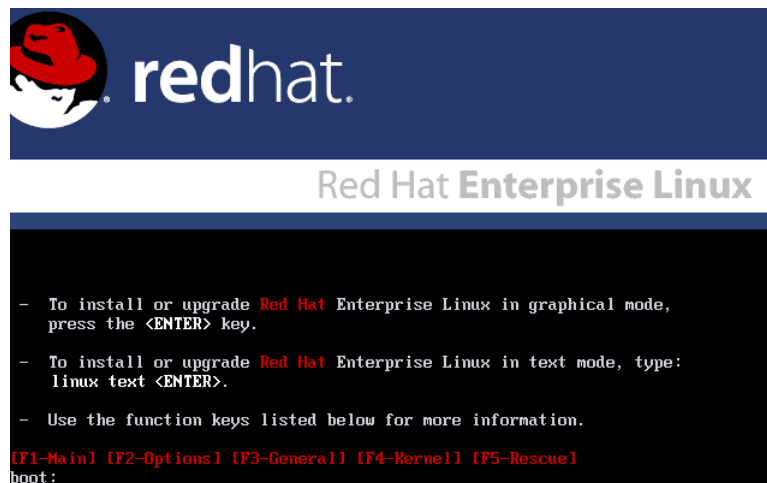 redhat.
Red Hat Enterprise Linux
- To install or upgrade Red Hat Enterprise Linux in graphical mode,
press the <ENTER> key.
- To install or upgrade Red Hat Enterprise Linux in text mode, type:
linux text <ENTER>.
- Use the function keys listed below for more information.
[F1-Main] [F2-Options] [F3-General] [F4-Kernel] [F5-Rescue]
boot: